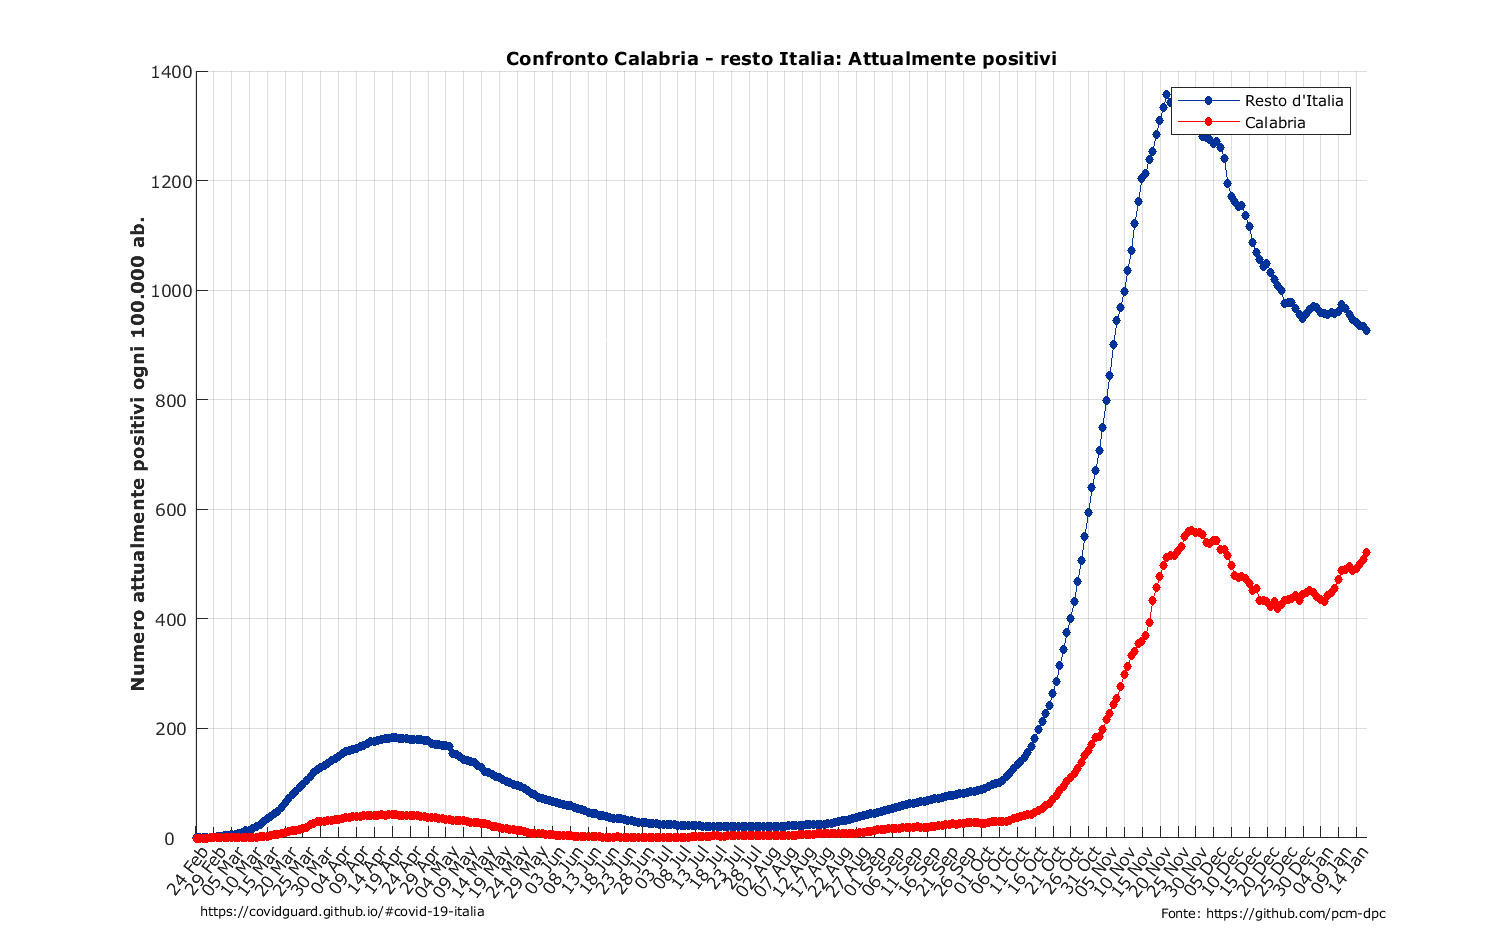 Confronto Calabria - resto Italia: Attualmente positivi
Numero attualmente positivi ogni 100.000 ab.
1400
1200
1000
800
600
400
200
0
Resto d'Italia
Calabria
24 Feb
29 Feb
05 Mar
10 Mar
15 Mar
20 Mar
25 Mar
30 Mar
04 Apr
09 Apr
14 Apr
19 Apr
24 Apr
29 Apr
04 May
09 May
14 May
19 May
24 May
29 May
03 Jun
08 Jun
13 Jun
18 Jun
23 Jun
28 Jun
03 Jul
08 Jul
13 Jul
18 Jul
23 Jul
28 Jul
02 Aug
07 Aug
12 Aug
17 Aug
22 Aug
27 Aug
01 Sep
06 Sep
11 Sep
16 Sep
21 Sep
26 Sep
01 Oct
06 Oct
11 Oct
16 Oct
21 Oct
26 Oct
31 Oct
05 Nov
10 Nov
15 Nov
20 Nov
25 Nov
30 Nov
05 Dec
10 Dec
15 Dec
20 Dec
25 Dec
30 Dec
04 Jan
09 Jan
14 Jan
https://covidguard.github.io/#covid-19-italia
Fonte: https://github.com/pcm-dpc